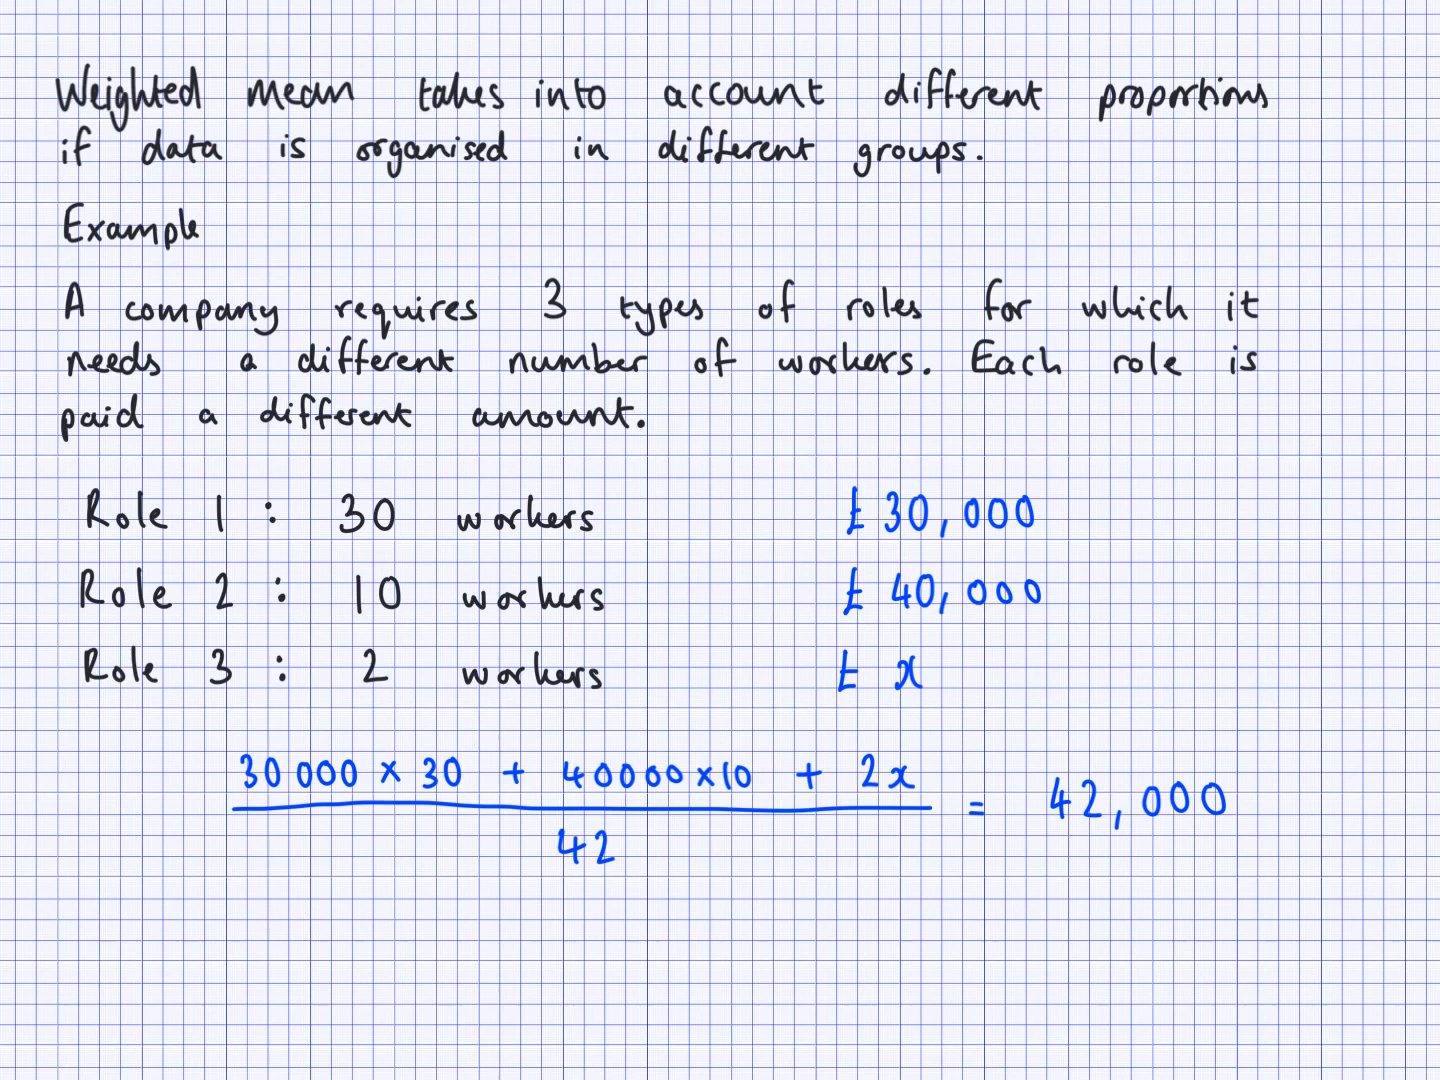 Weighted mean takes into account different proportions
if data is organised in different groups.
Example
A company requires 3 types of roles for which it
needs a different number of workers. Each role is
paid a different amount.
Role 1 : 30 workers £ 30,000
Role 2 : 10 workers £ 40,000
Role 3 : 2 workers £ x
30 000 × 30 + 40000 × 10 + 2x
= 42,000
42